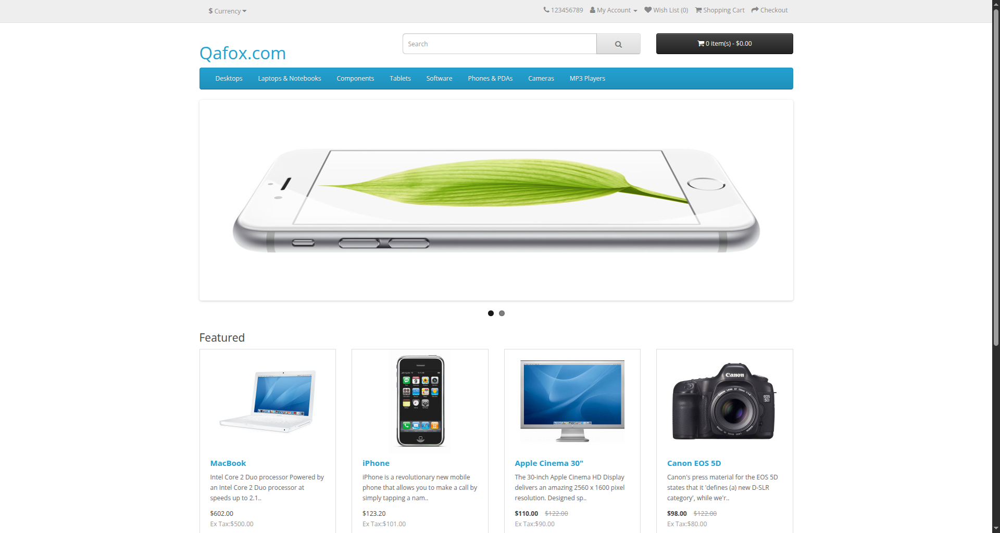 $ Currency
123456789 My Account Wish List (0) Shopping Cart Checkout
Qafox.com
Search
0 item(s) - $0.00
Desktops Laptops & Notebooks Components Tablets Software Phones & PDAs Cameras MP3 Players
Featured
Canon
EOS
5D
MacBook
Intel Core 2 Duo processor Powered by
an Intel Core 2 Duo processor at
speeds up to 2.1..
$602.00
Ex Tax:$500.00
iPhone
iPhone is a revolutionary new mobile
phone that allows you to make a call by
simply tapping a nam..
$123.20
Ex Tax:$101.00
Apple Cinema 30"
The 30-inch Apple Cinema HD Display
delivers an amazing 2560 x 1600 pixel
resolution. Designed sp..
$110.00 $122.00
Ex Tax:$90.00
Canon EOS 5D
Canon's press material for the EOS 5D
states that it 'defines (a) new D-SLR
category', while we'r..
$98.00 $122.00
Ex Tax:$80.00